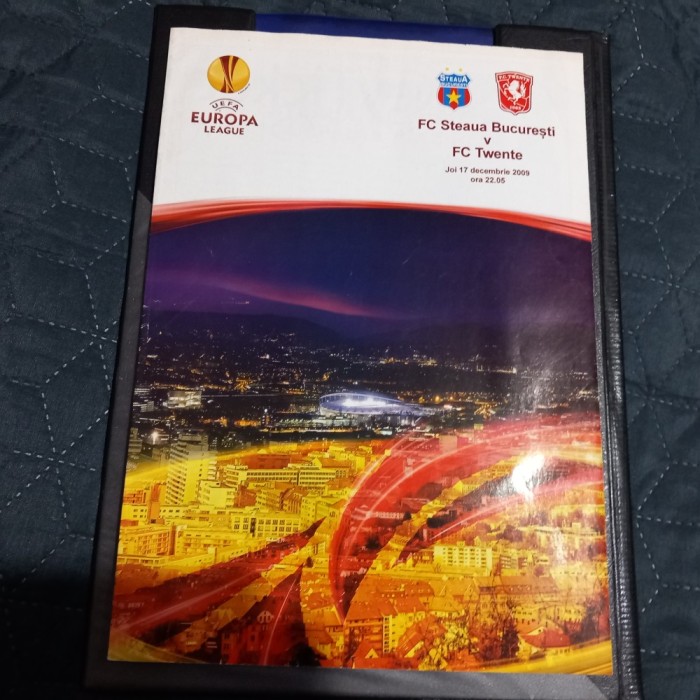 UEFA
EUROPA
LEAGUE
STEAUA
FC TWENTE
FC Steaua București
v
FC Twente
Joi 17 decembrie 2009
ora 22.05